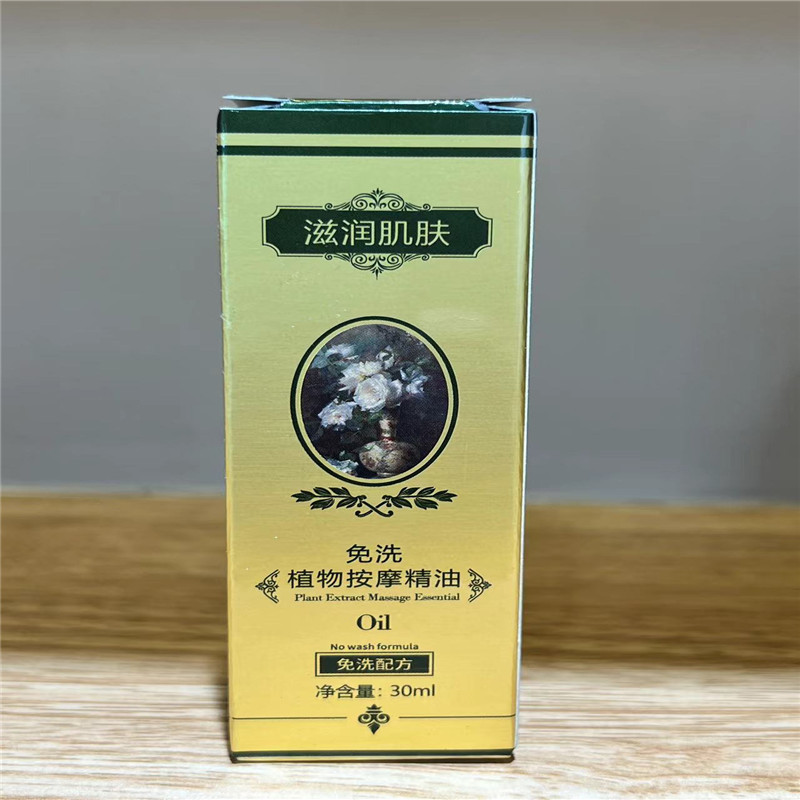 滋润肌肤
免洗
植物按摩精油
Plant Extract Massage Essential
Oil
No wash formula
免洗配方
净含量：30ml